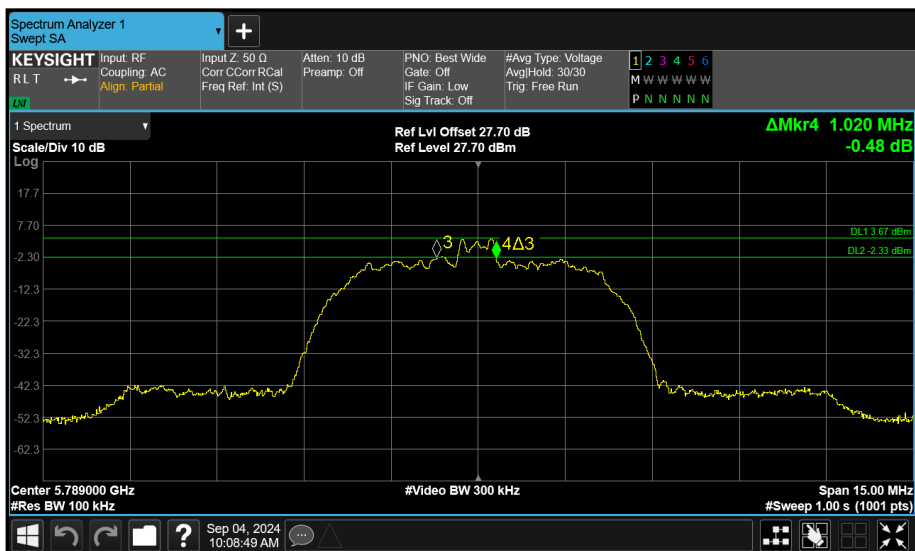 Spectrum Analyzer 1
Swept SA
+
KEYSIGHT
R L T
LXI
Input: RF
Coupling: AC
Align: Partial
Input Z: 50 Ω
Corr CCorr RCal
Freq Ref: Int (S)
Atten: 10 dB
Preamp: Off
PNO: Best Wide
Gate: Off
IF Gain: Low
Sig Track: Off
#Avg Type: Voltage
Avg|Hold: 30/30
Trig: Free Run
1 2 3 4 5 6
M W W W W W
P N N N N N
1 Spectrum
Scale/Div 10 dB
Log
Ref Lvl Offset 27.70 dB
Ref Level 27.70 dBm
ΔMkr4 1.020 MHz
-0.48 dB
17.7
7.70
-2.30
-12.3
-22.3
-32.3
-42.3
-52.3
-62.3
3
4Δ3
DL1 3.67 dBm
DL2 -2.33 dBm
Center 5.789000 GHz
#Res BW 100 kHz
#Video BW 300 kHz
Span 15.00 MHz
#Sweep 1.00 s (1001 pts)
?
Sep 04, 2024
10:08:49 AM